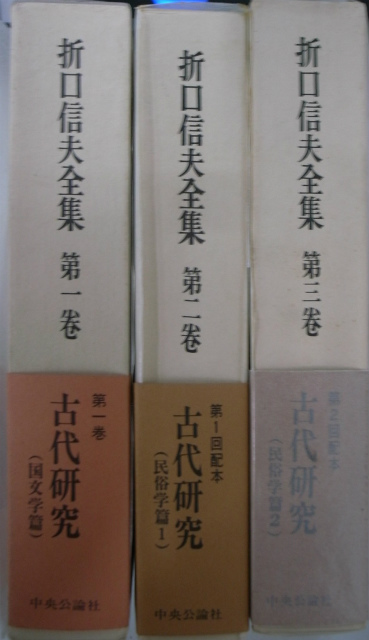 折口信夫全集 第一巻
第一巻
古代研究
(国文学篇)
中央公論社
折口信夫全集 第二巻
第1回配本
古代研究
(民俗学篇1)
中央公論社
折口信夫全集 第三巻
第2回配本
古代研究
(民俗学篇2)
中央公論社